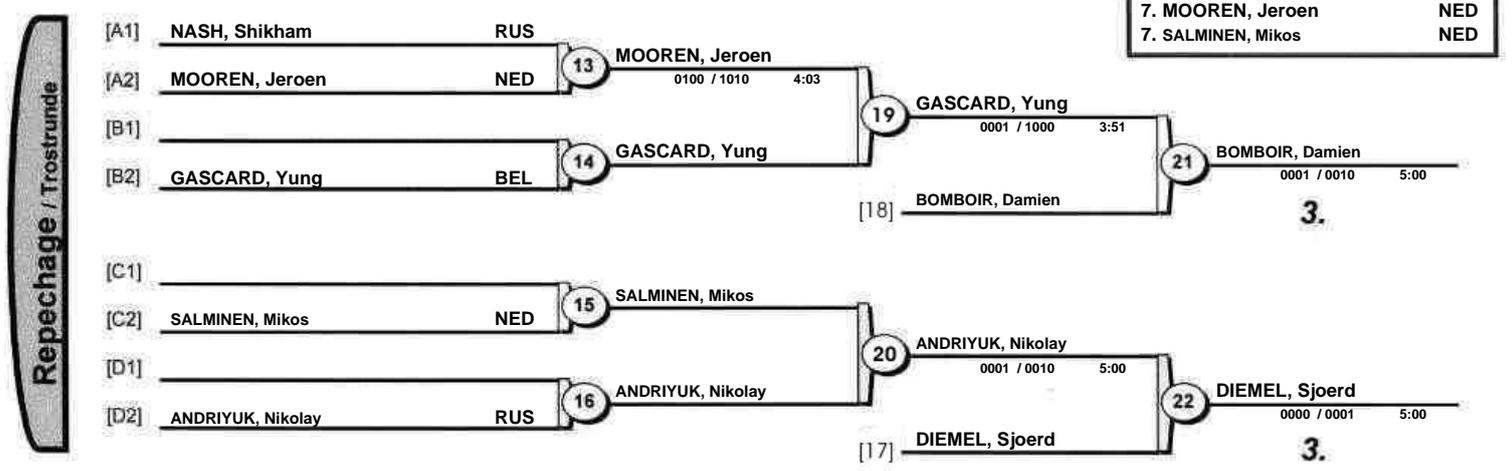 7. MOOREN, Jeroen NED
7. SALMINEN, Mikos NED
Repechage / Trostrunde
[A1] NASH, Shikham RUS
[A2] MOOREN, Jeroen NED
13
MOOREN, Jeroen
0100 / 1010 4:03
[B1]
[B2] GASCARD, Yung BEL
14
GASCARD, Yung
19
GASCARD, Yung
0001 / 1000 3:51
[18] BOMBOIR, Damien
21
BOMBOIR, Damien
0001 / 0010 5:00
3.
[C1]
[C2] SALMINEN, Mikos NED
15
SALMINEN, Mikos
[D1]
[D2] ANDRIYUK, Nikolay RUS
16
ANDRIYUK, Nikolay
20
ANDRIYUK, Nikolay
0001 / 0010 5:00
[17] DIEMEL, Sjoerd
22
DIEMEL, Sjoerd
0000 / 0001 5:00
3.